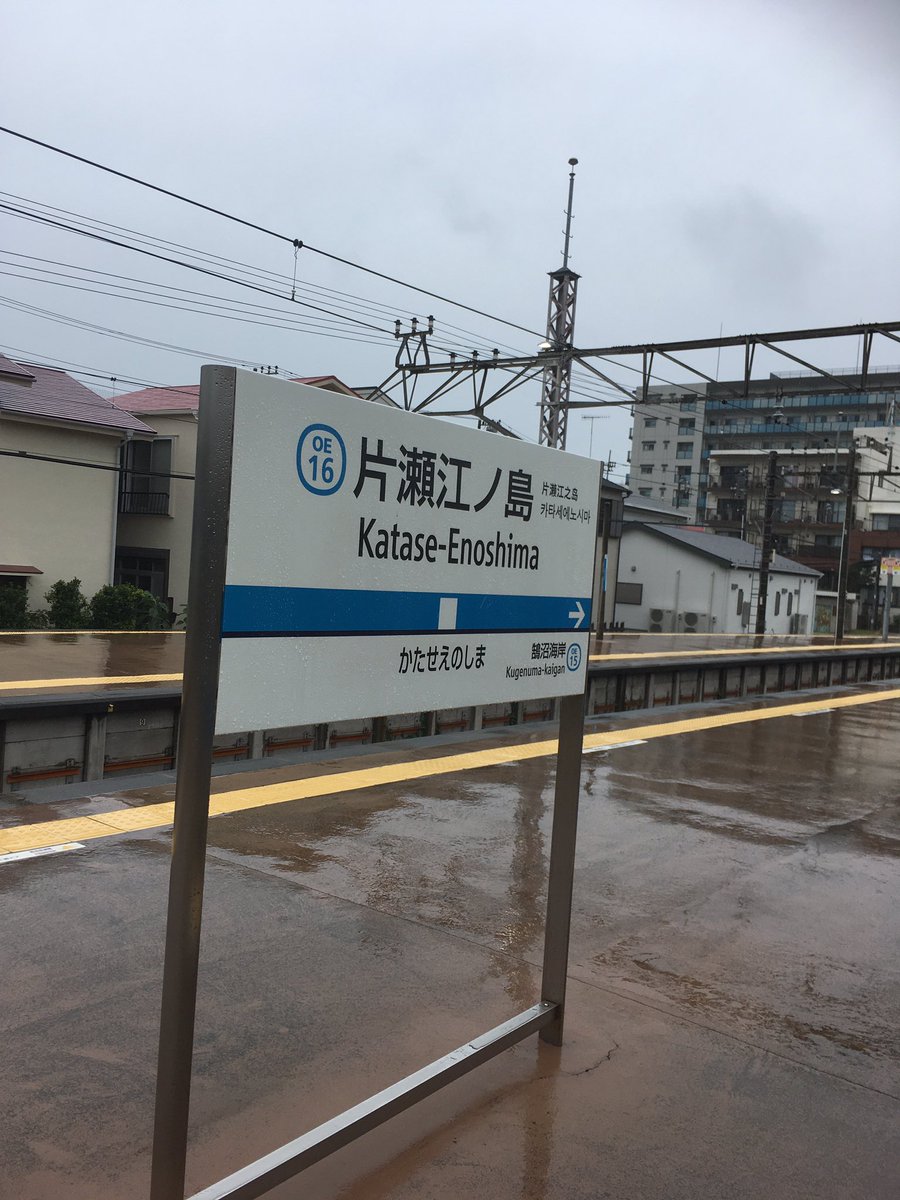 OE
16
片瀬江ノ島
片瀬江之島
카타세에노시마
Katase-Enoshima
かたせえのしま
鵠沼海岸
Kugenuma-kaigan
OE
15